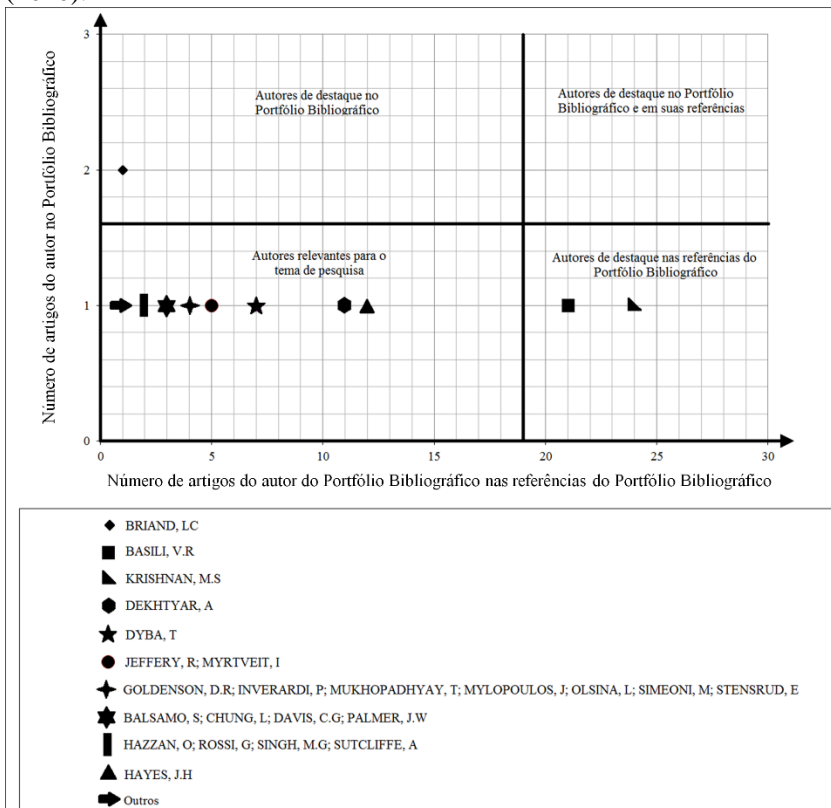 3
Autores de destaque no
Portfólio Bibliográfico
Autores de destaque no Portfólio
Bibliográfico e em suas referências
2
Número de artigos do autor no Portfólio Bibliográfico
Autores relevantes para o
tema de pesquisa
Autores de destaque nas referências do
Portfólio Bibliográfico
1
0
0 5 10 15 20 25 30
Número de artigos do autor do Portfólio Bibliográfico nas referências do Portfólio Bibliográfico
BRIAND, LC
BASILI, V.R
KRISHNAN, M.S
DEKHTYAR, A
DYBA, T
JEFFERY, R; MYRTVEIT, I
GOLDENSON, D.R; INVERARDI, P; MUKHOPADHYAY, T; MYLOPOULOS, J; OLSINA, L; SIMEONI, M; STENSRUD, E
BALSAMO, S; CHUNG, L; DAVIS, C.G; PALMER, J.W
HAZZAN, O; ROSSI, G; SINGH, M.G; SUTCLIFFE, A
HAYES, J.H
Outros